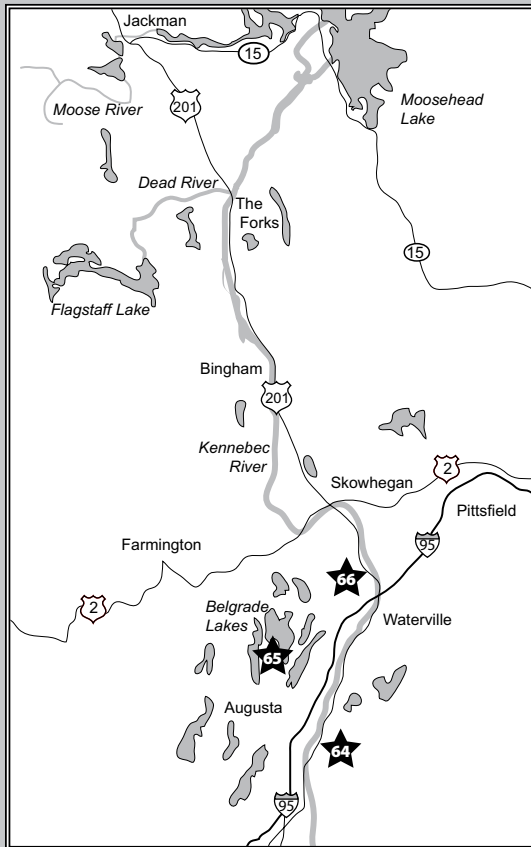 Jackman
15
Moose River
201
Moosehead
Lake
Dead River
The
Forks
15
Flagstaff Lake
Bingham
201
Kennebec
River
2
Skowhegan
Pittsfield
95
Farmington
66
2
Belgrade
Lakes
Waterville
65
Augusta
64
95